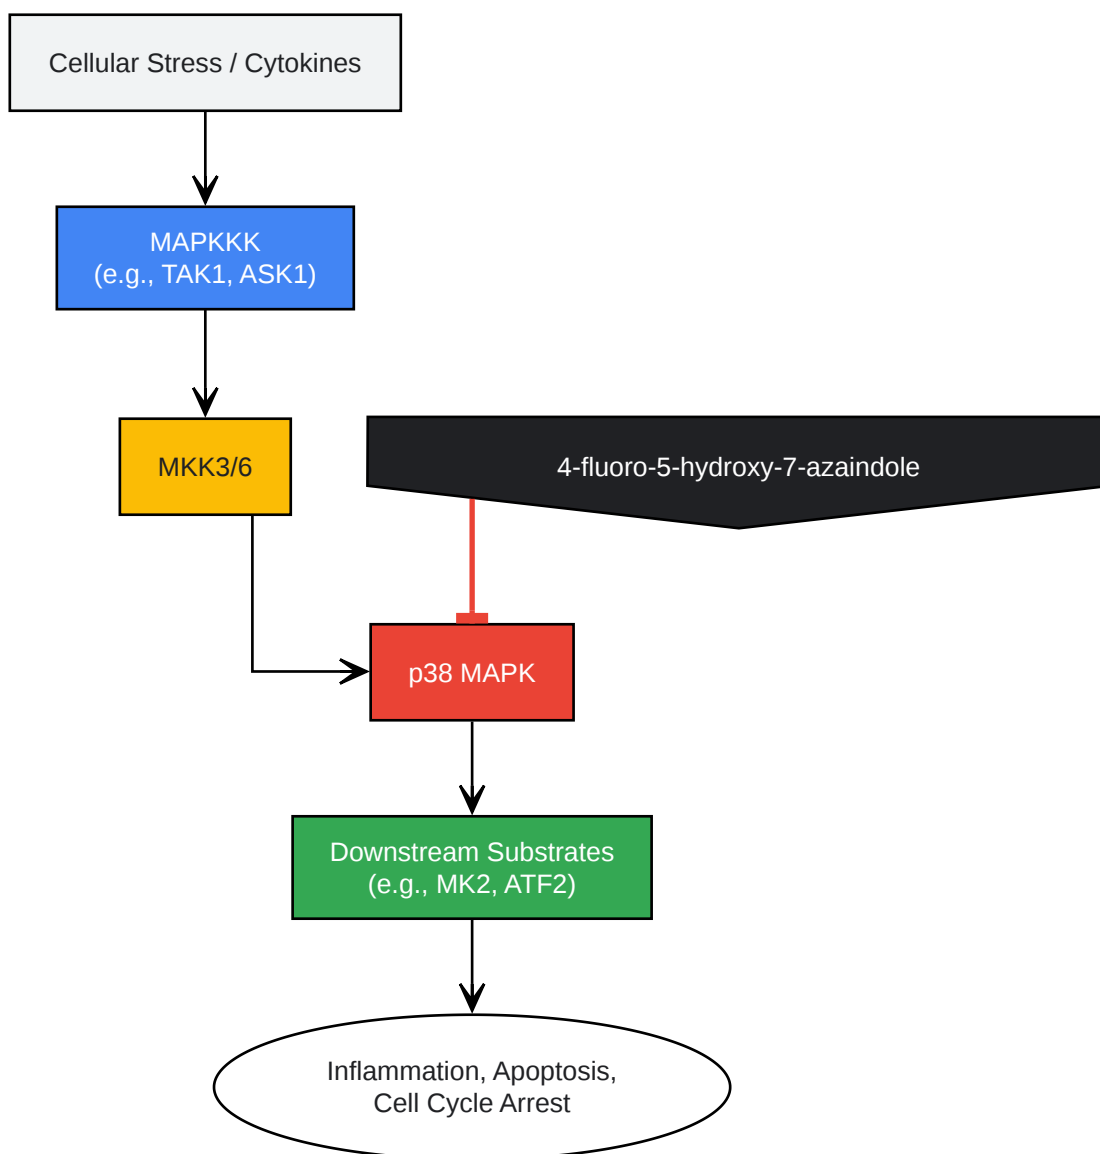 Cellular Stress / Cytokines
MAPKKK
(e.g., TAK1, ASK1)
MKK3/6
4-fluoro-5-hydroxy-7-azaindole
p38 MAPK
Downstream Substrates
(e.g., MK2, ATF2)
Inflammation, Apoptosis,
Cell Cycle Arrest